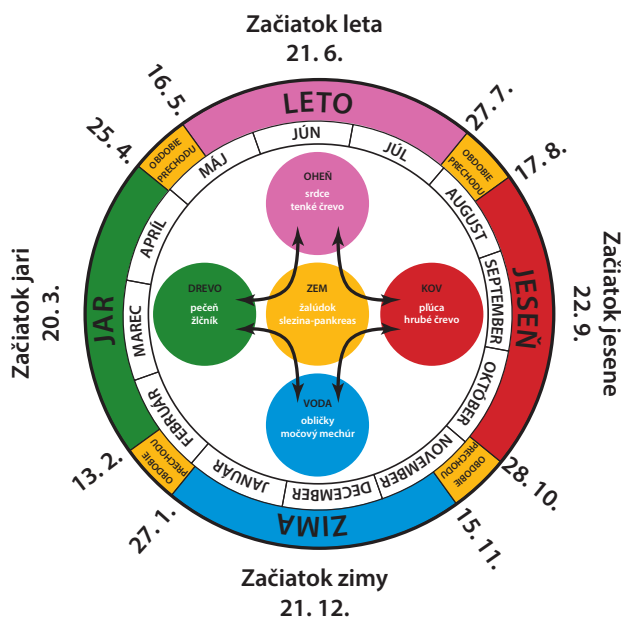 Začiatok leta
21. 6.
16. 5.
27. 7.
LETO
25. 4.
OBDOBIE
PRECHODU
OBDOBIE
PRECHODU
17. 8.
MÁJ
JÚN
JÚL
APRÍL
AUGUST
OHEŇ
srdce
tenké črevo
Začiatok jari
20. 3.
JAR
MAREC
DREVO
pečeň
žlčník
ZEM
žalúdok
slezina-pankreas
KOV
pľúca
hrubé črevo
SEPTEMBER
JESEŇ
Začiatok jesene
22. 9.
VODA
obličky
močový mechúr
FEBRUÁR
OKTÓBER
JANUÁR
DECEMBER
NOVEMBER
13. 2.
OBDOBIE
PRECHODU
OBDOBIE
PRECHODU
28. 10.
27. 1.
ZIMA
15. 11.
Začiatok zimy
21. 12.